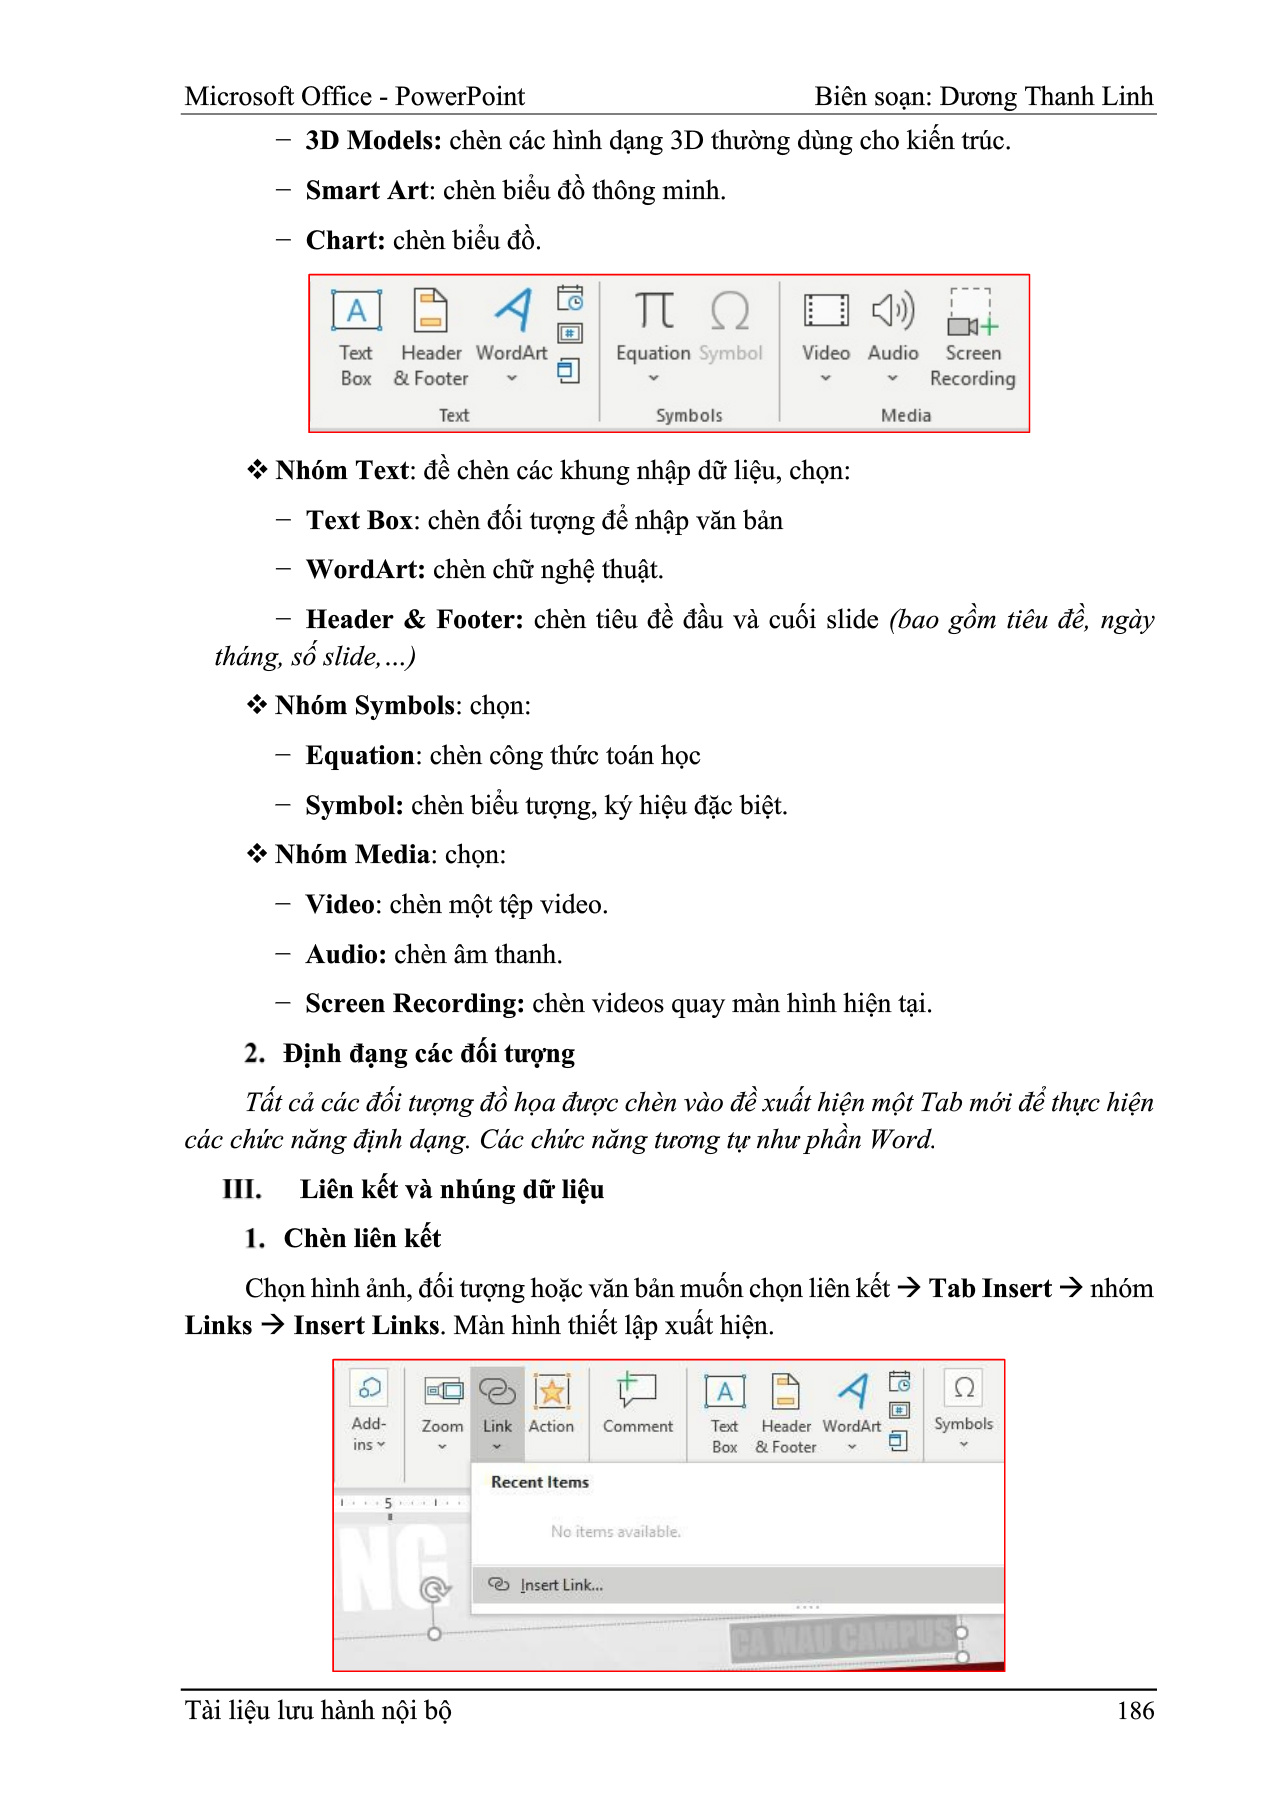 Microsoft Office - PowerPoint Biên soạn: Dương Thanh Linh
− 3D Models: chèn các hình dạng 3D thường dùng cho kiến trúc.
− Smart Art: chèn biểu đồ thông minh.
− Chart: chèn biểu đồ.
Text Header WordArt Equation Symbol Video Audio Screen
Box & Footer Recording
Text Symbols Media
❖ Nhóm Text: đề chèn các khung nhập dữ liệu, chọn:
− Text Box: chèn đối tượng để nhập văn bản
− WordArt: chèn chữ nghệ thuật.
− Header & Footer: chèn tiêu đề đầu và cuối slide (bao gồm tiêu đề, ngày
tháng, số slide,…)
❖ Nhóm Symbols: chọn:
− Equation: chèn công thức toán học
− Symbol: chèn biểu tượng, ký hiệu đặc biệt.
❖ Nhóm Media: chọn:
− Video: chèn một tệp video.
− Audio: chèn âm thanh.
− Screen Recording: chèn videos quay màn hình hiện tại.
2. Định đạng các đối tượng
Tất cả các đối tượng đồ họa được chèn vào đề xuất hiện một Tab mới để thực hiện
các chức năng định dạng. Các chức năng tương tự như phần Word.
III. Liên kết và nhúng dữ liệu
1. Chèn liên kết
Chọn hình ảnh, đối tượng hoặc văn bản muốn chọn liên kết → Tab Insert → nhóm
Links → Insert Links. Màn hình thiết lập xuất hiện.
Add- Zoom Link Action Comment Text Header WordArt Symbols
ins Box & Footer
Recent Items
5
No items available.
NG
Insert Link...
CA MAU CAMPUS
Tài liệu lưu hành nội bộ 186